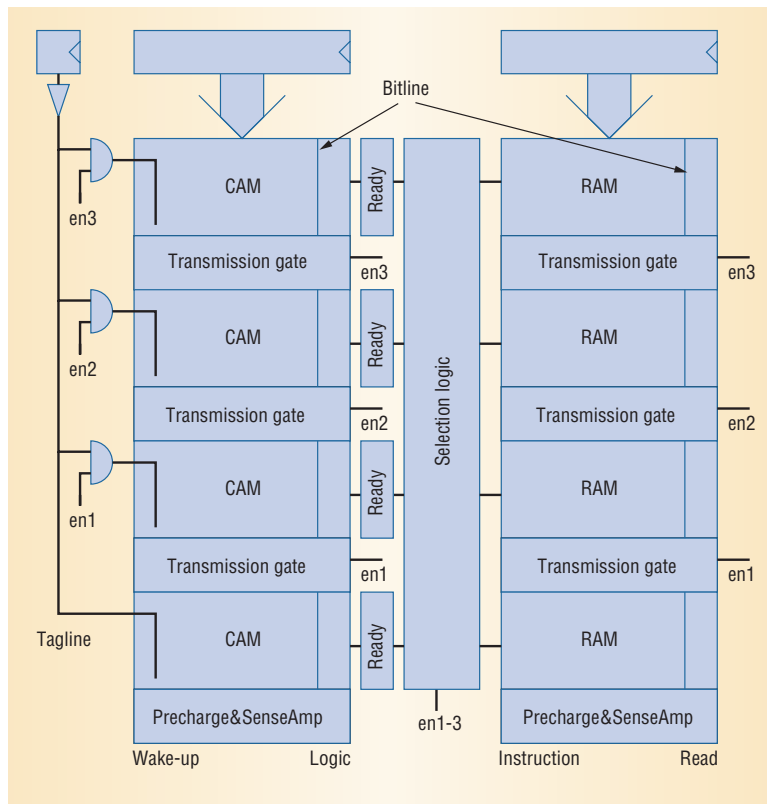 Bitline
CAM
Ready
RAM
en3
Transmission gate
en3
Transmission gate
en3
CAM
Ready
RAM
en2
Selection logic
Transmission gate
en2
Transmission gate
en2
CAM
Ready
RAM
en1
Transmission gate
en1
Transmission gate
en1
Tagline
CAM
Ready
RAM
Precharge&SenseAmp
en1-3
Precharge&SenseAmp
Wake-up
Logic
Instruction
Read